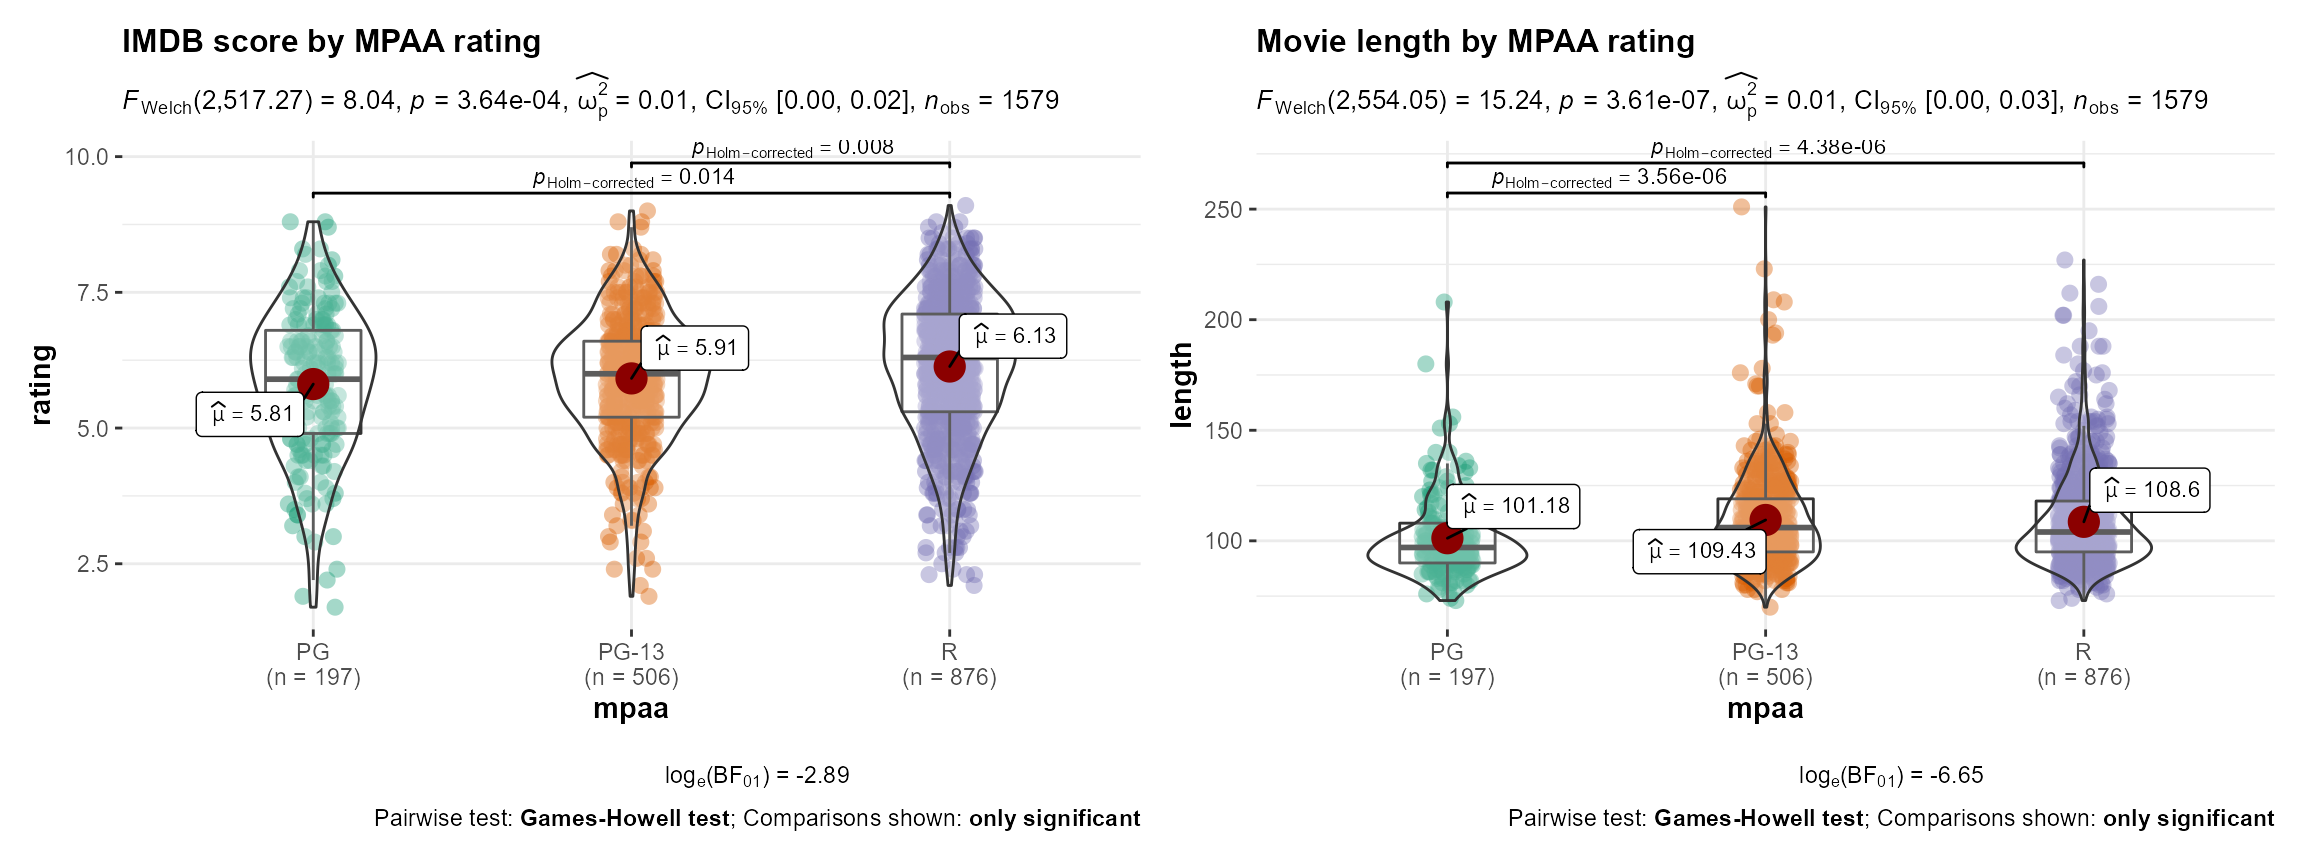 IMDB score by MPAA rating
F_Welch(2,517.27) = 8.04, p = 3.64e-04, ω̂²_p = 0.01, CI_95% [0.00, 0.02], n_obs = 1579
p_Holm−corrected = 0.008
p_Holm−corrected = 0.014
10.0
7.5
5.0
2.5
rating
μ̂ = 5.81
μ̂ = 5.91
μ̂ = 6.13
PG
(n = 197)
PG-13
(n = 506)
R
(n = 876)
mpaa
log_e(BF_01) = -2.89
Pairwise test: Games-Howell test; Comparisons shown: only significant
Movie length by MPAA rating
F_Welch(2,554.05) = 15.24, p = 3.61e-07, ω̂²_p = 0.01, CI_95% [0.00, 0.03], n_obs = 1579
p_Holm−corrected = 4.38e-06
p_Holm−corrected = 3.56e-06
250
200
150
100
length
μ̂ = 101.18
μ̂ = 109.43
μ̂ = 108.6
PG
(n = 197)
PG-13
(n = 506)
R
(n = 876)
mpaa
log_e(BF_01) = -6.65
Pairwise test: Games-Howell test; Comparisons shown: only significant